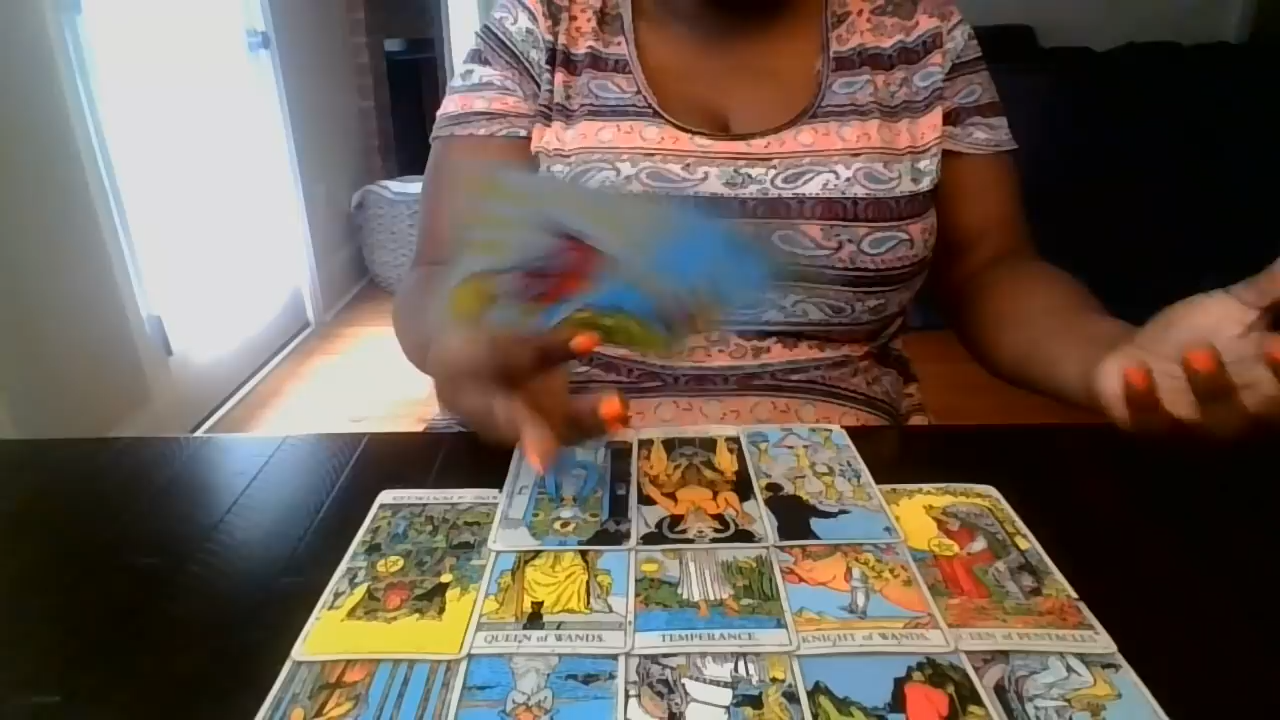 QUEEN of WANDS.
TEMPERANCE.
KNIGHT of WANDS.
QUEEN of PENTACLES